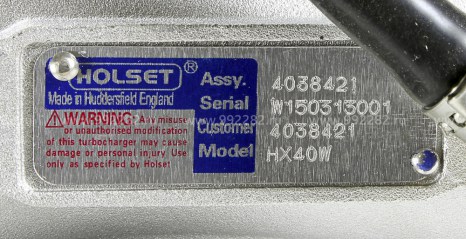 HOLSET®
Made in Huddersfield England
WARNING: Any misuse
or unauthorised modification
of this turbocharger may cause
damage or personal injury. Use
only as specified by Holset
Assy. 4038421
Serial W150313001
Customer 4038421
Model HX40W